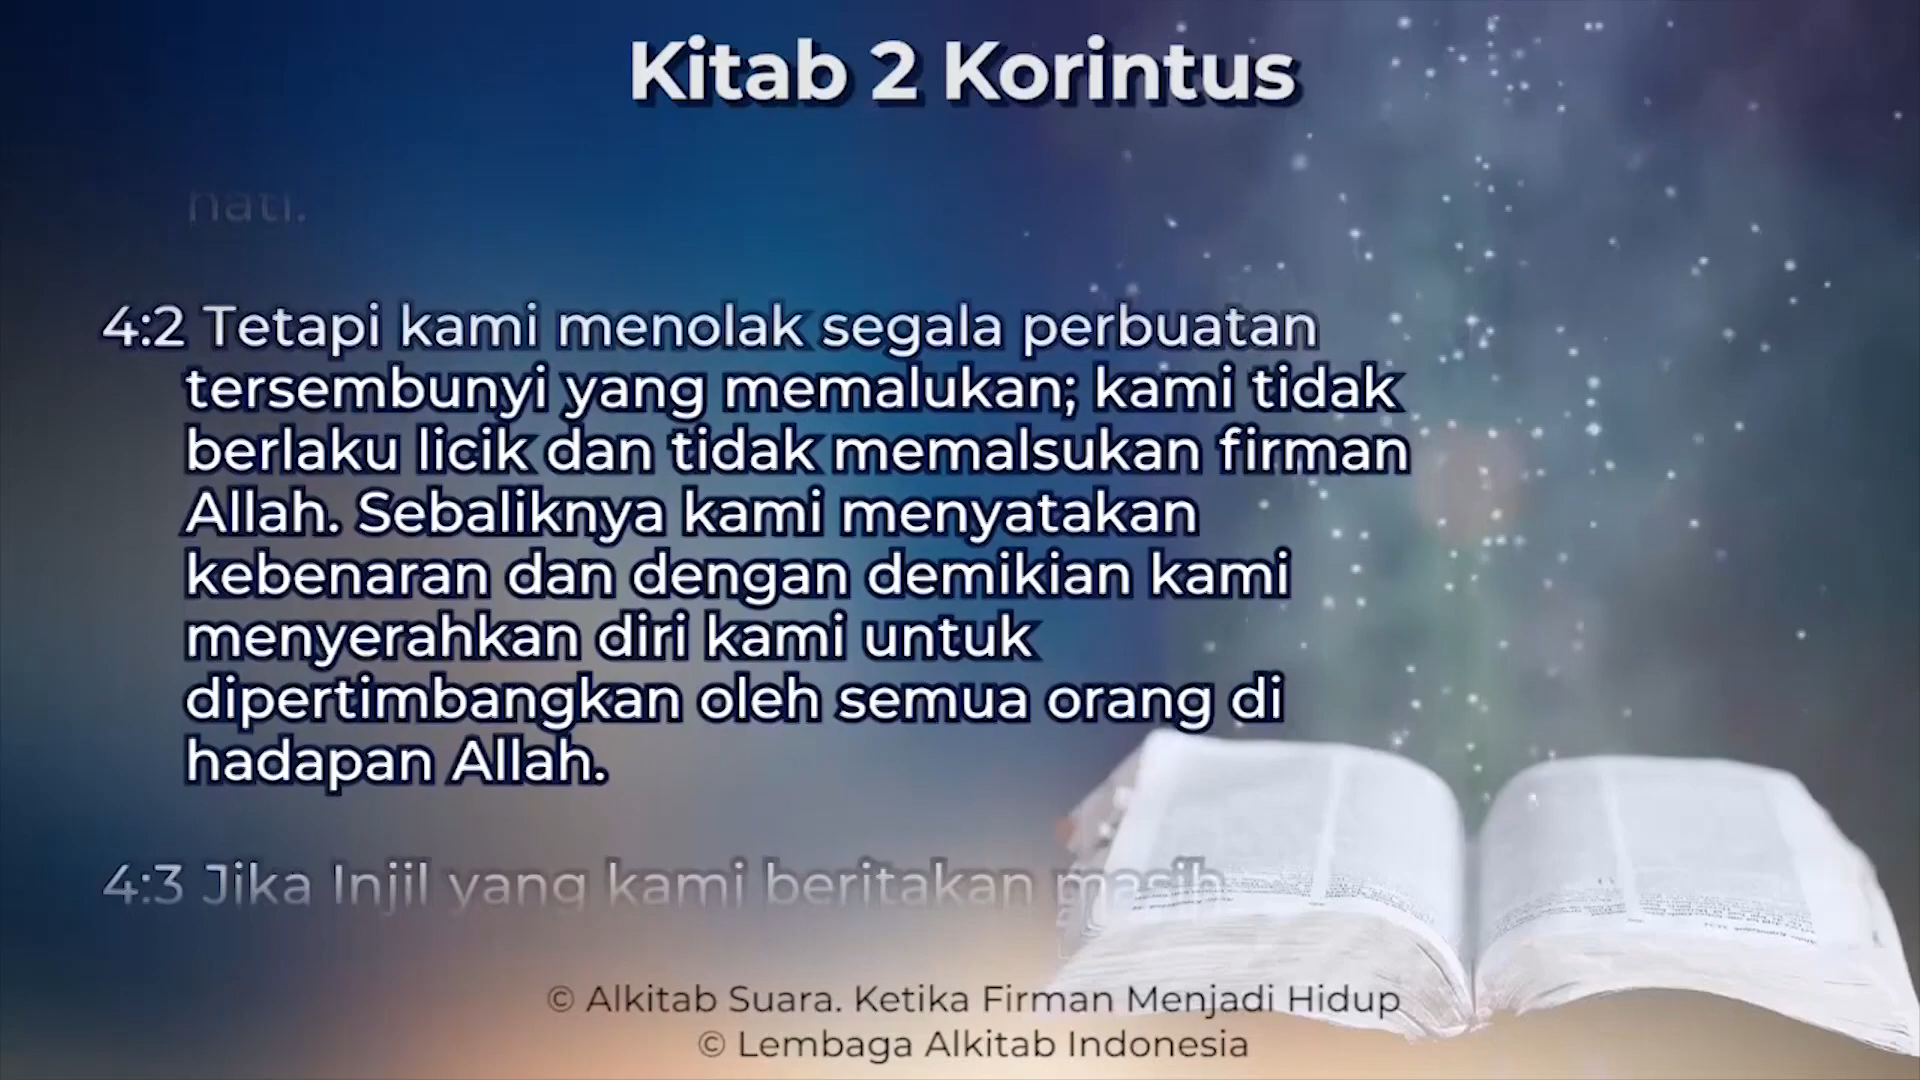 Kitab 2 Korintus
hati.
4:2 Tetapi kami menolak segala perbuatan
tersembunyi yang memalukan; kami tidak
berlaku licik dan tidak memalsukan firman
Allah. Sebaliknya kami menyatakan
kebenaran dan dengan demikian kami
menyerahkan diri kami untuk
dipertimbangkan oleh semua orang di
hadapan Allah.
4:3 Jika Injil yang kami beritakan masih
© Alkitab Suara. Ketika Firman Menjadi Hidup
© Lembaga Alkitab Indonesia